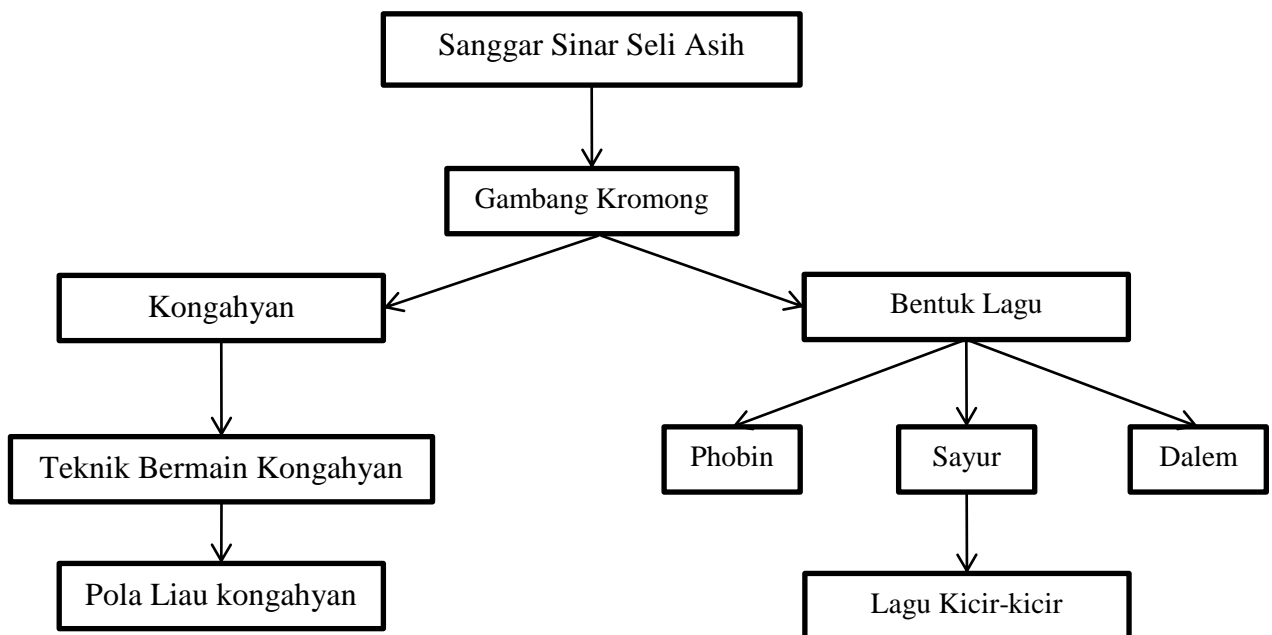 Sanggar Sinar Seli Asih
Gambang Kromong
Kongahyan
Bentuk Lagu
Teknik Bermain Kongahyan
Phobin
Sayur
Dalem
Pola Liau kongahyan
Lagu Kicir-kicir